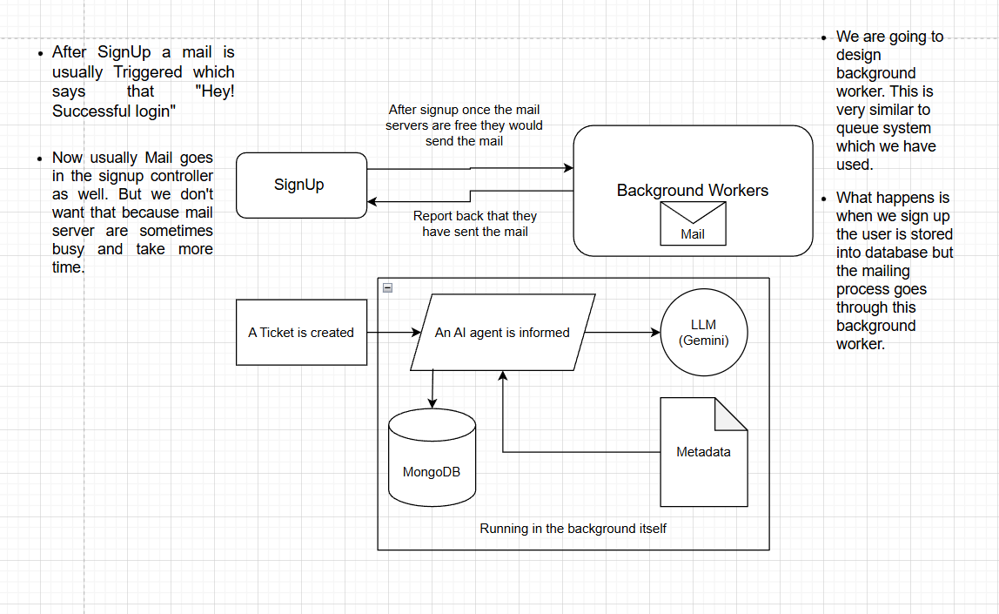 After SignUp a mail is
usually Triggered which
says that "Hey!
Successful login"
Now usually Mail goes
in the signup controller
as well. But we don't
want that because mail
server are sometimes
busy and take more
time.
After signup once the mail
servers are free they would
send the mail
SignUp
Report back that they
have sent the mail
Background Workers
Mail
We are going to
design
background
worker. This is
very similar to
queue system
which we have
used.
What happens is
when we sign up
the user is stored
into database but
the mailing
process goes
through this
background
worker.
A Ticket is created
An AI agent is informed
LLM
(Gemini)
MongoDB
Metadata
Running in the background itself